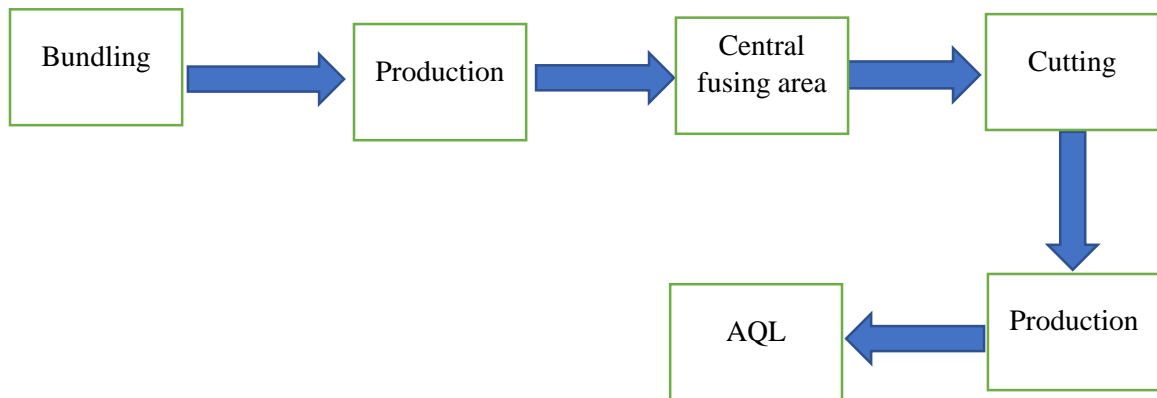 Bundling
Production
Central
fusing area
Cutting
Production
AQL